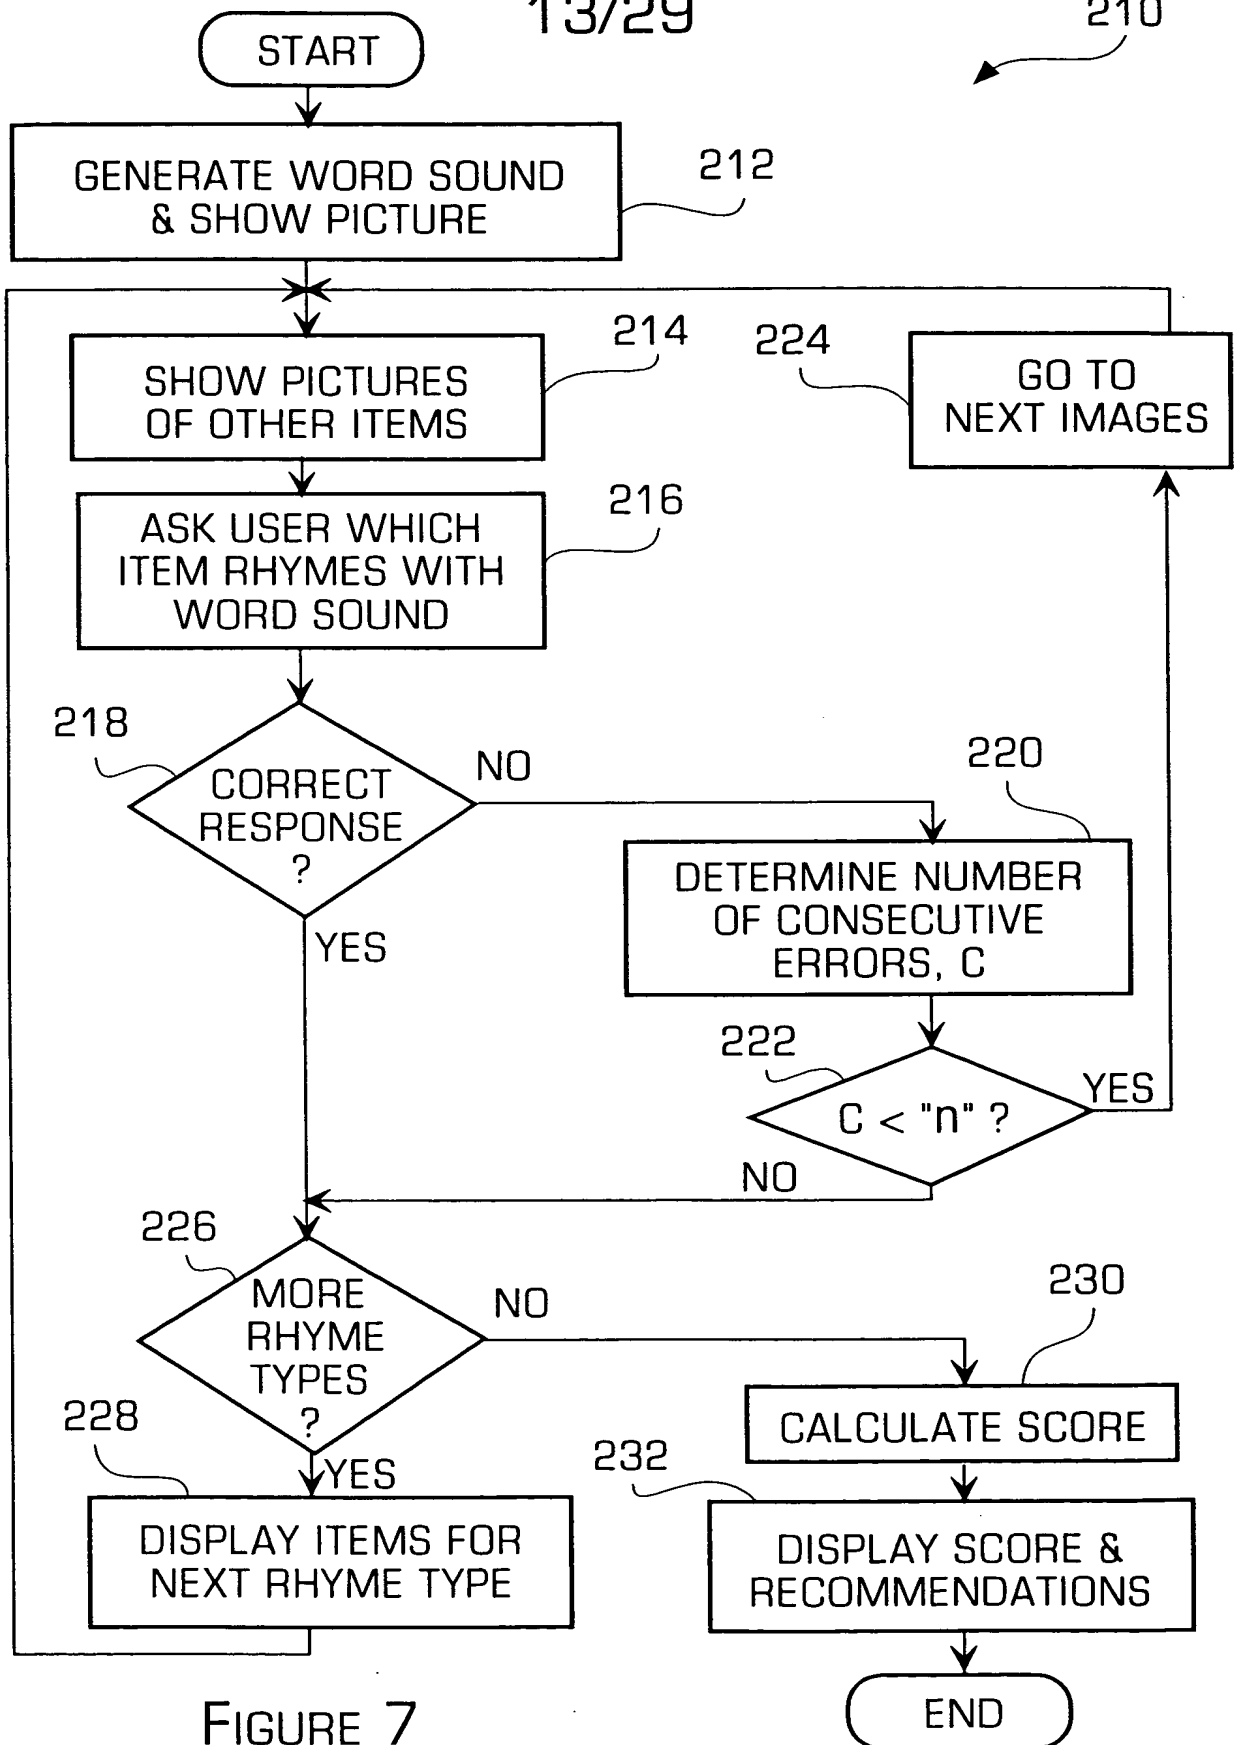 13/29
210
START
GENERATE WORD SOUND
& SHOW PICTURE
212
SHOW PICTURES
OF OTHER ITEMS
214
224
GO TO
NEXT IMAGES
ASK USER WHICH
ITEM RHYMES WITH
WORD SOUND
216
218
CORRECT
RESPONSE
?
NO
YES
220
DETERMINE NUMBER
OF CONSECUTIVE
ERRORS, C
222
C < "n" ?
YES
NO
226
MORE
RHYME
TYPES
?
NO
YES
228
DISPLAY ITEMS FOR
NEXT RHYME TYPE
230
CALCULATE SCORE
232
DISPLAY SCORE &
RECOMMENDATIONS
END
FIGURE 7